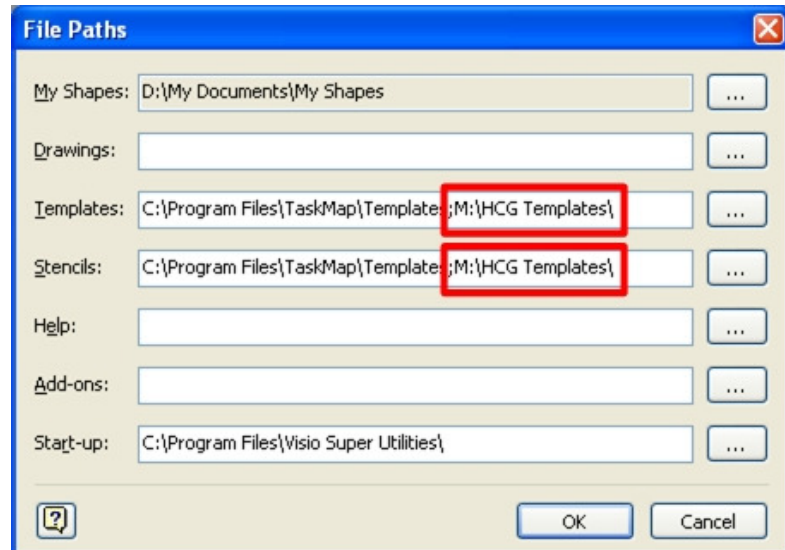 File Paths
My Shapes: D:\My Documents\My Shapes ...
Drawings: ...
Templates: C:\Program Files\TaskMap\Templates;M:\HCG Templates\ ...
Stencils: C:\Program Files\TaskMap\Templates;M:\HCG Templates\ ...
Help: ...
Add-ons: ...
Start-up: C:\Program Files\Visio Super Utilities\ ...
? OK Cancel